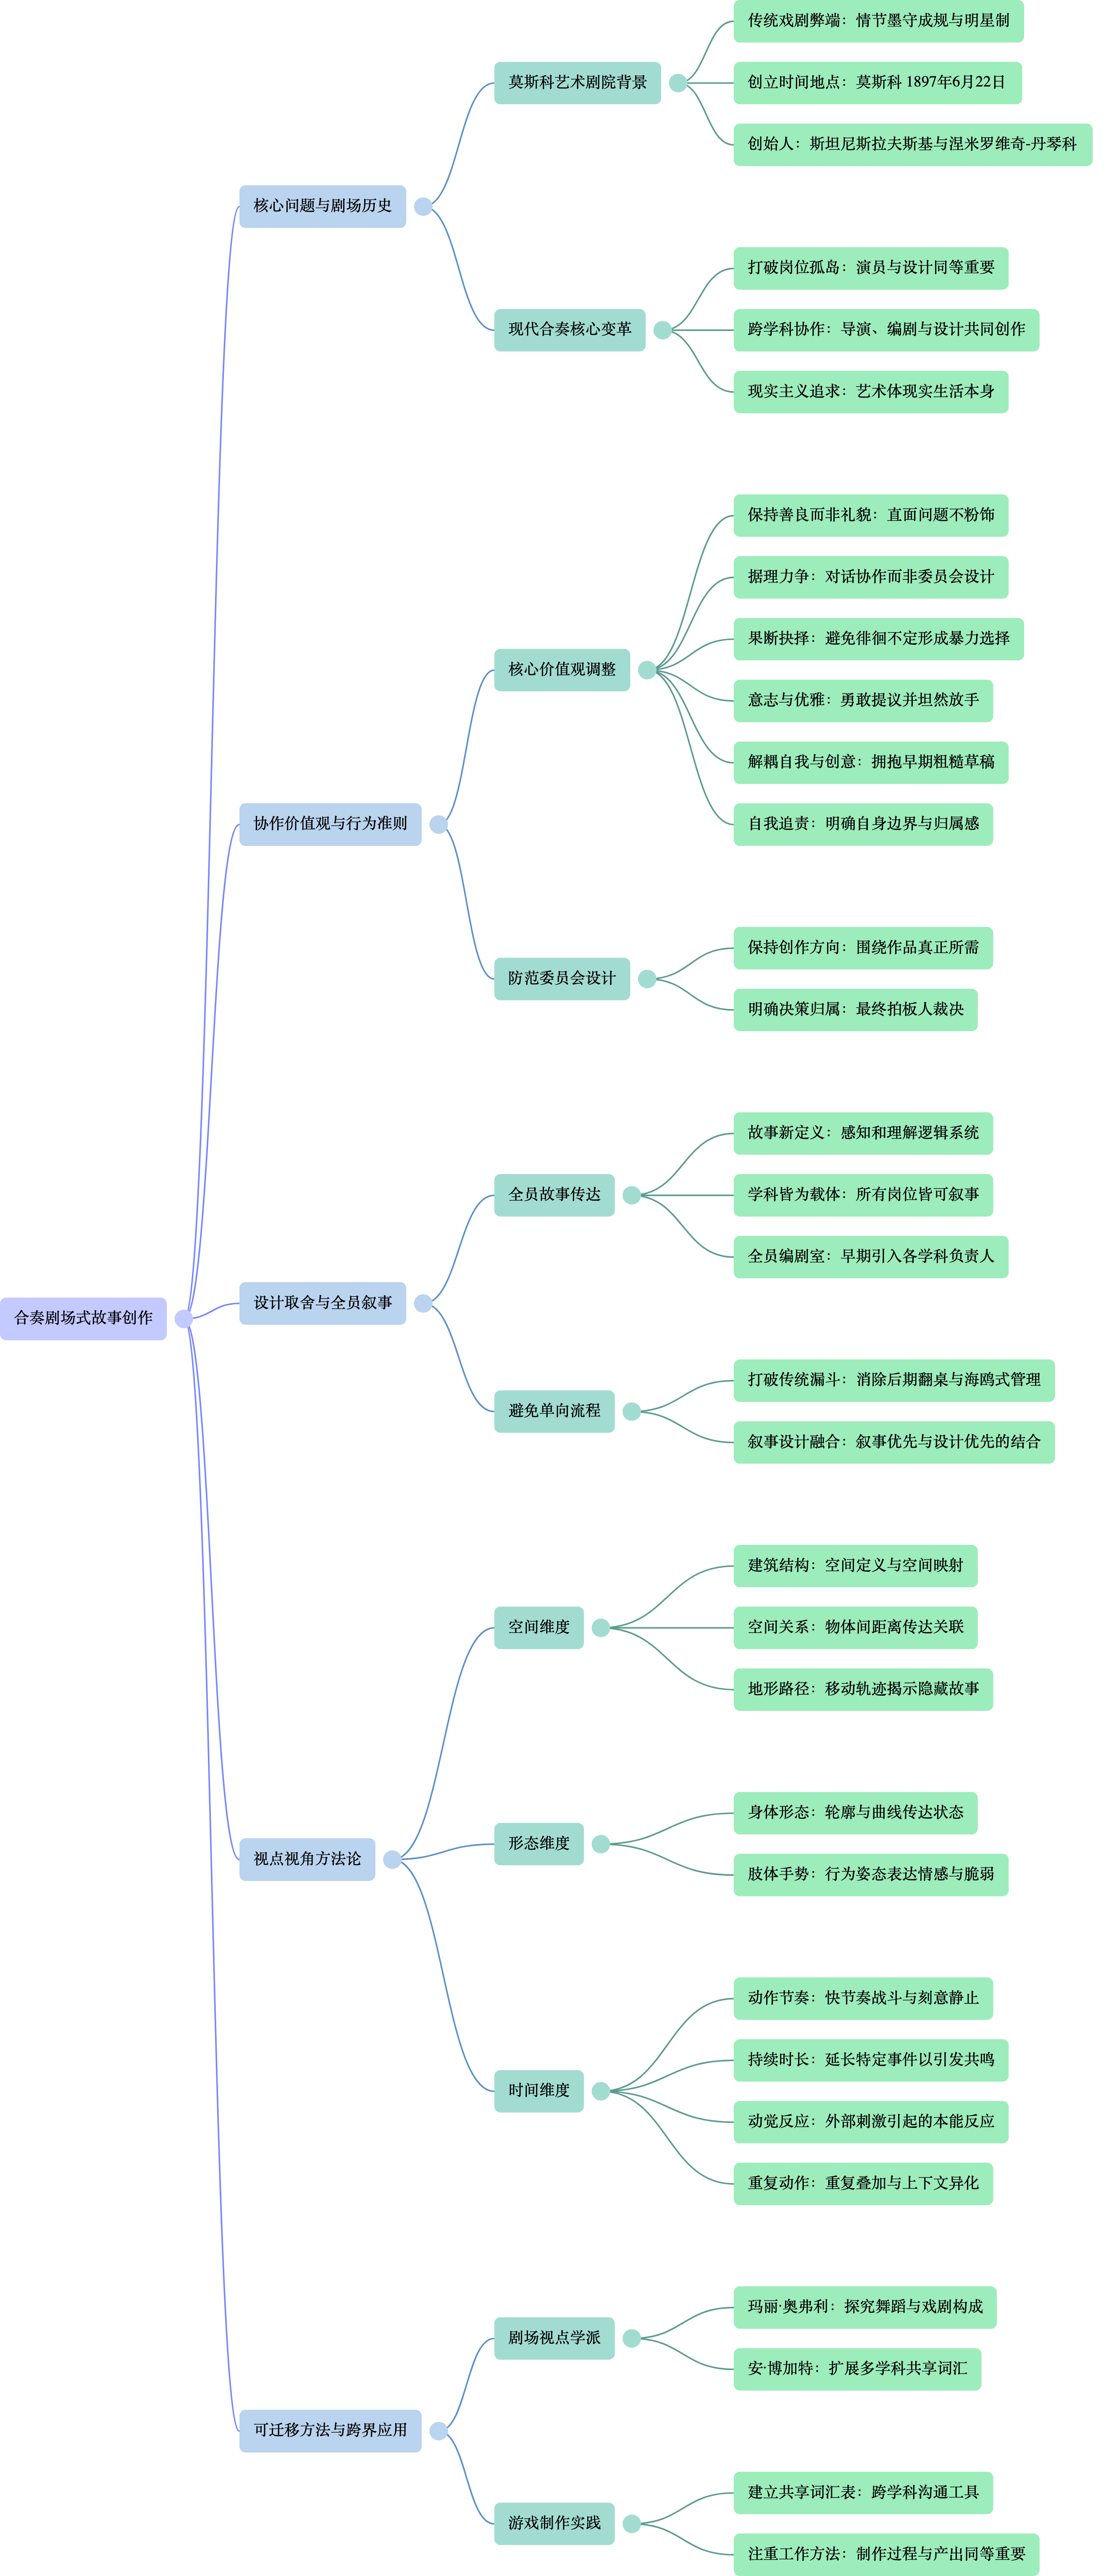 合奏剧场式故事创作
核心问题与剧场历史
莫斯科艺术剧院背景
传统戏剧弊端：情节墨守成规与明星制
创立时间地点：莫斯科 1897年6月22日
创始人：斯坦尼斯拉夫斯基与涅米罗维奇-丹琴科
现代合奏核心变革
打破岗位孤岛：演员与设计同等重要
跨学科协作：导演、编剧与设计共同创作
现实主义追求：艺术体现实生活本身
协作价值观与行为准则
核心价值观调整
保持善良而非礼貌：直面问题不粉饰
据理力争：对话协作而非委员会设计
果断抉择：避免徘徊不定形成暴力选择
意志与优雅：勇敢提议并坦然放手
解耦自我与创意：拥抱早期粗糙草稿
自我追责：明确自身边界与归属感
防范委员会设计
保持创作方向：围绕作品真正所需
明确决策归属：最终拍板人裁决
设计取舍与全员叙事
全员故事传达
故事新定义：感知和理解逻辑系统
学科皆为载体：所有岗位皆可叙事
全员编剧室：早期引入各学科负责人
避免单向流程
打破传统漏斗：消除后期翻桌与海鸥式管理
叙事设计融合：叙事优先与设计优先的结合
视点视角方法论
空间维度
建筑结构：空间定义与空间映射
空间关系：物体间距离传达关联
地形路径：移动轨迹揭示隐藏故事
形态维度
身体形态：轮廓与曲线传达状态
肢体手势：行为姿态表达情感与脆弱
时间维度
动作节奏：快节奏战斗与刻意静止
持续时长：延长特定事件以引发共鸣
动觉反应：外部刺激引起的本能反应
重复动作：重复叠加与上下文异化
可迁移方法与跨界应用
剧场视点学派
玛丽·奥弗利：探究舞蹈与戏剧构成
安·博加特：扩展多学科共享词汇
游戏制作实践
建立共享词汇表：跨学科沟通工具
注重工作方法：制作过程与产出同等重要